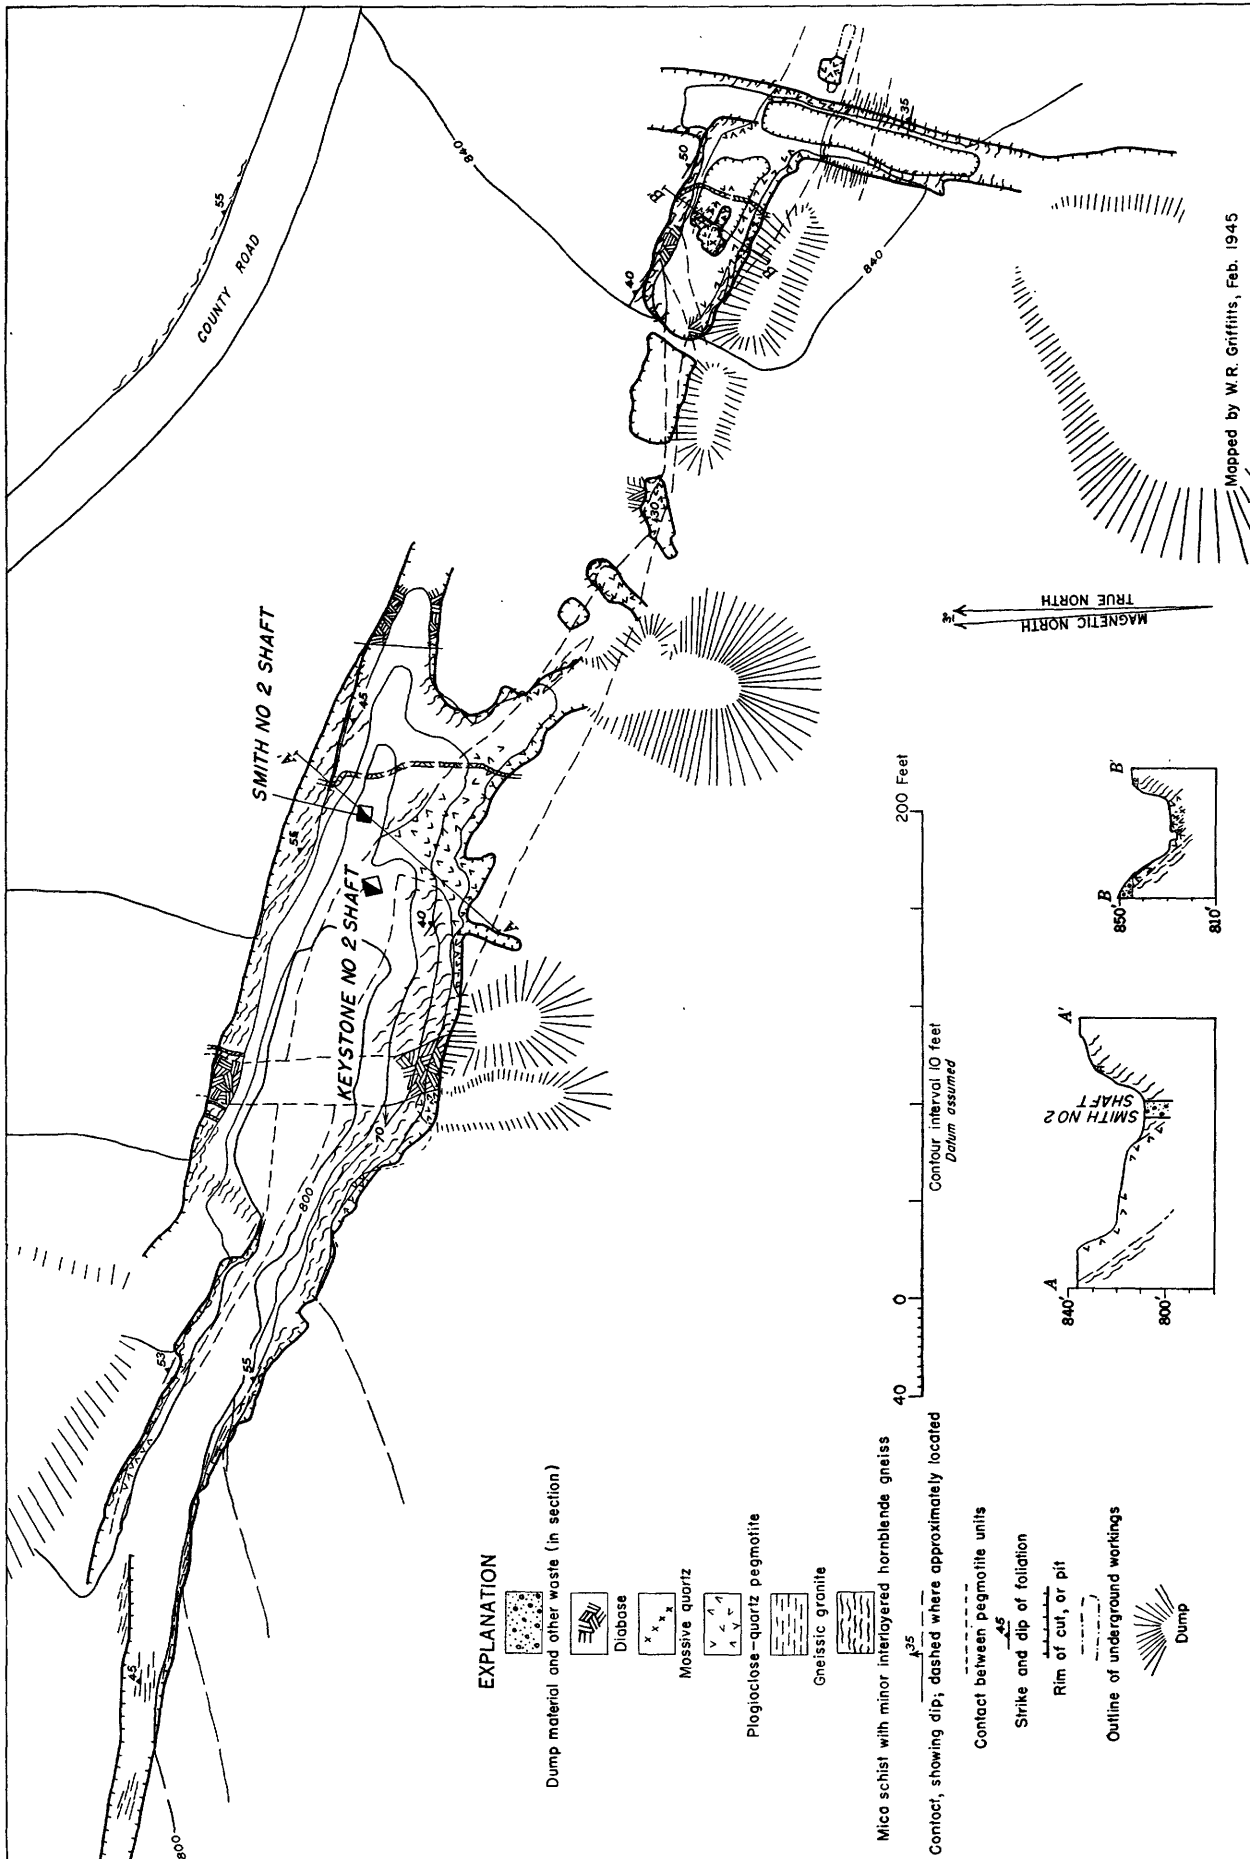 COUNTY ROAD
55
840
50
35
B'
40
B
840
30
SMITH NO 2 SHAFT
A'
45
55
KEYSTONE NO 2 SHAFT
40
A
70
800
53
55
45
800
Mapped by W.R. Griffitts, Feb. 1945
TRUE NORTH
MAGNETIC NORTH
40 0 200 Feet
Contour interval 10 feet
Datum assumed
A A'
840'
800'
SMITH NO 2
SHAFT
B B'
850'
810'
EXPLANATION
Dump material and other waste (in section)
Diabase
Massive quartz
Plagioclase-quartz pegmatite
Gneissic granite
Mica schist with minor interlayered hornblende gneiss
35
Contact, showing dip; dashed where approximately located
Contact between pegmatite units
45
Strike and dip of foliation
Rim of cut, or pit
Outline of underground workings
Dump